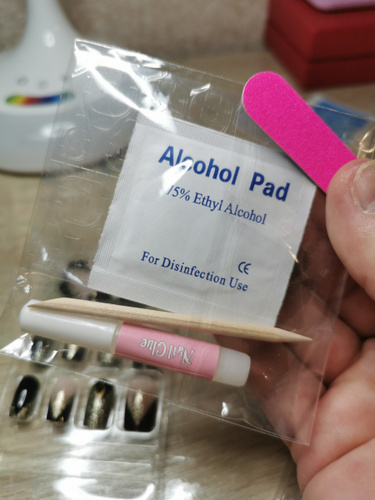 Alcohol Pad
75% Ethyl Alcohol
CE
For Disinfection Use
Nail Glue